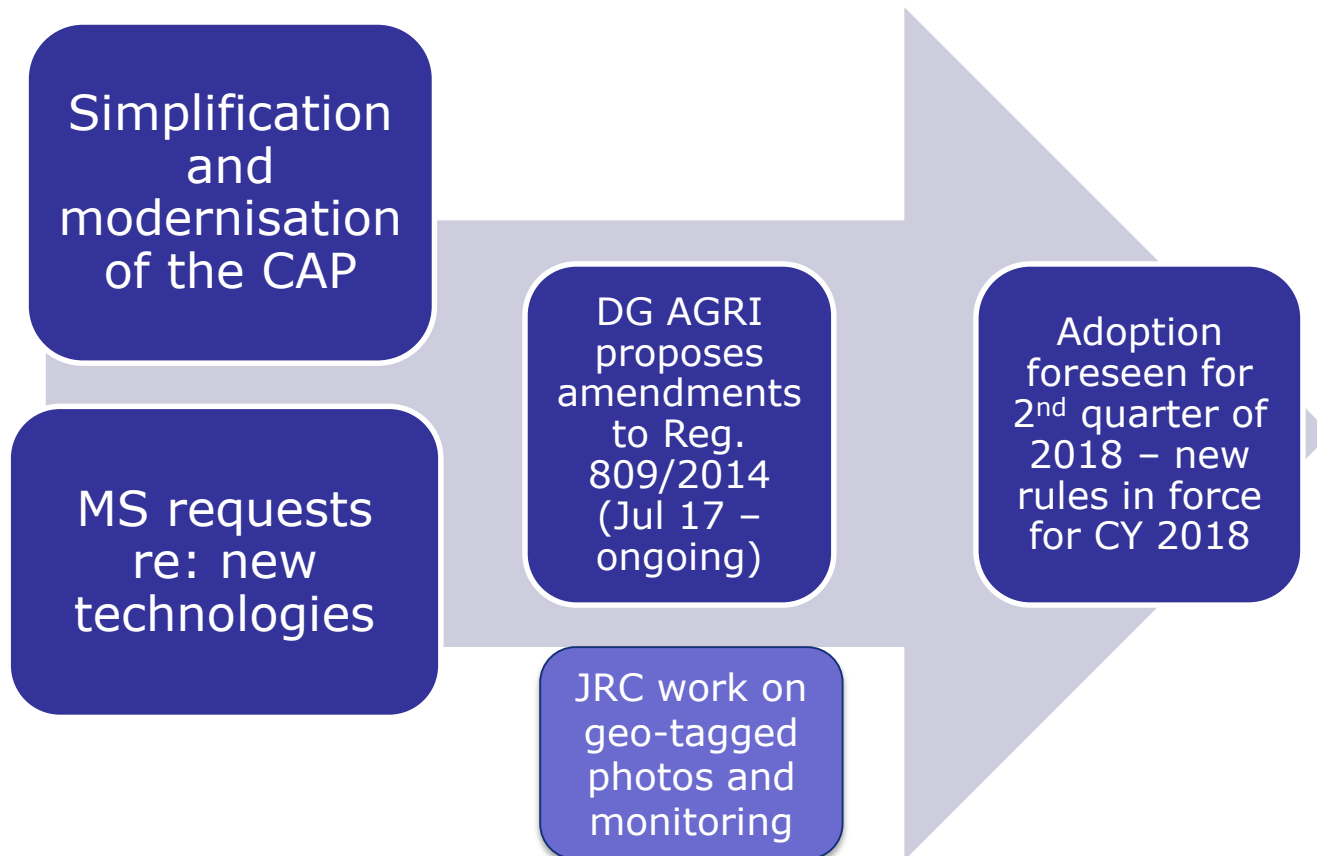 Simplification
and
modernisation
of the CAP
MS requests
re: new
technologies
DG AGRI
proposes
amendments
to Reg.
809/2014
(Jul 17 –
ongoing)
JRC work on
geo-tagged
photos and
monitoring
Adoption
foreseen for
2nd quarter of
2018 – new
rules in force
for CY 2018